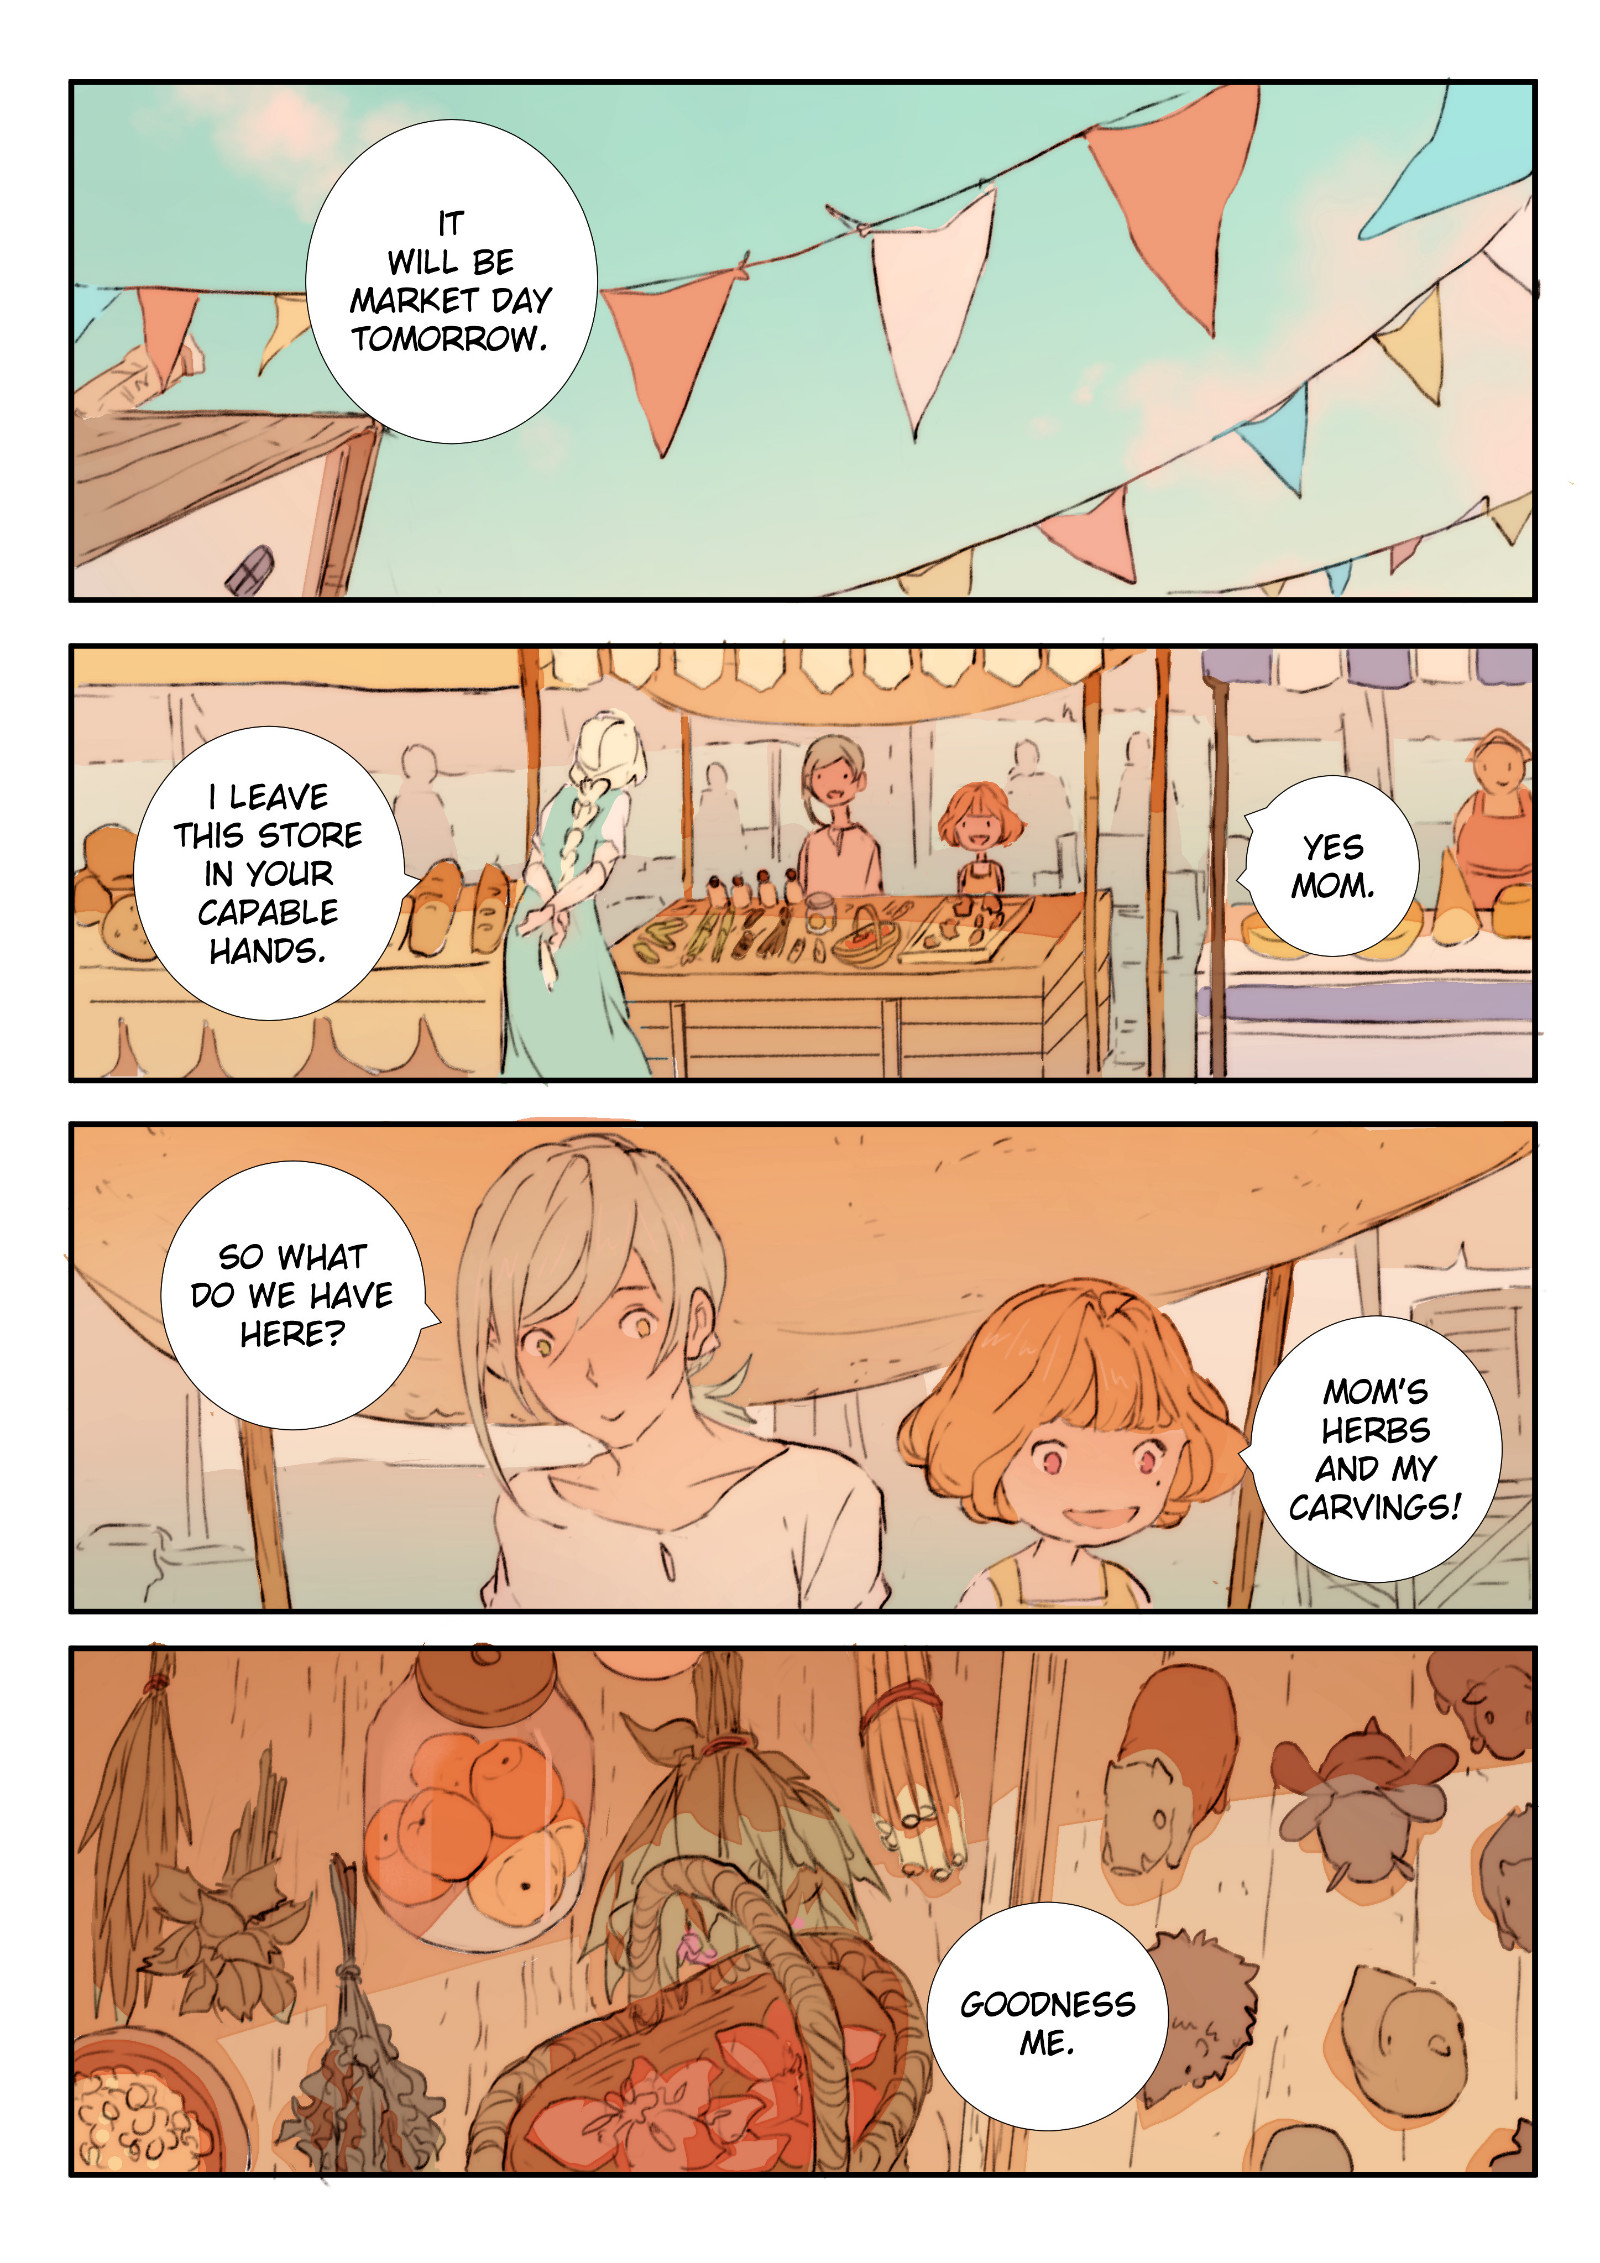 IT
WILL BE
MARKET DAY
TOMORROW.
I LEAVE
THIS STORE
IN YOUR
CAPABLE
HANDS.
YES
MOM.
SO WHAT
DO WE HAVE
HERE?
MOM'S
HERBS
AND MY
CARVINGS!
GOODNESS
ME.